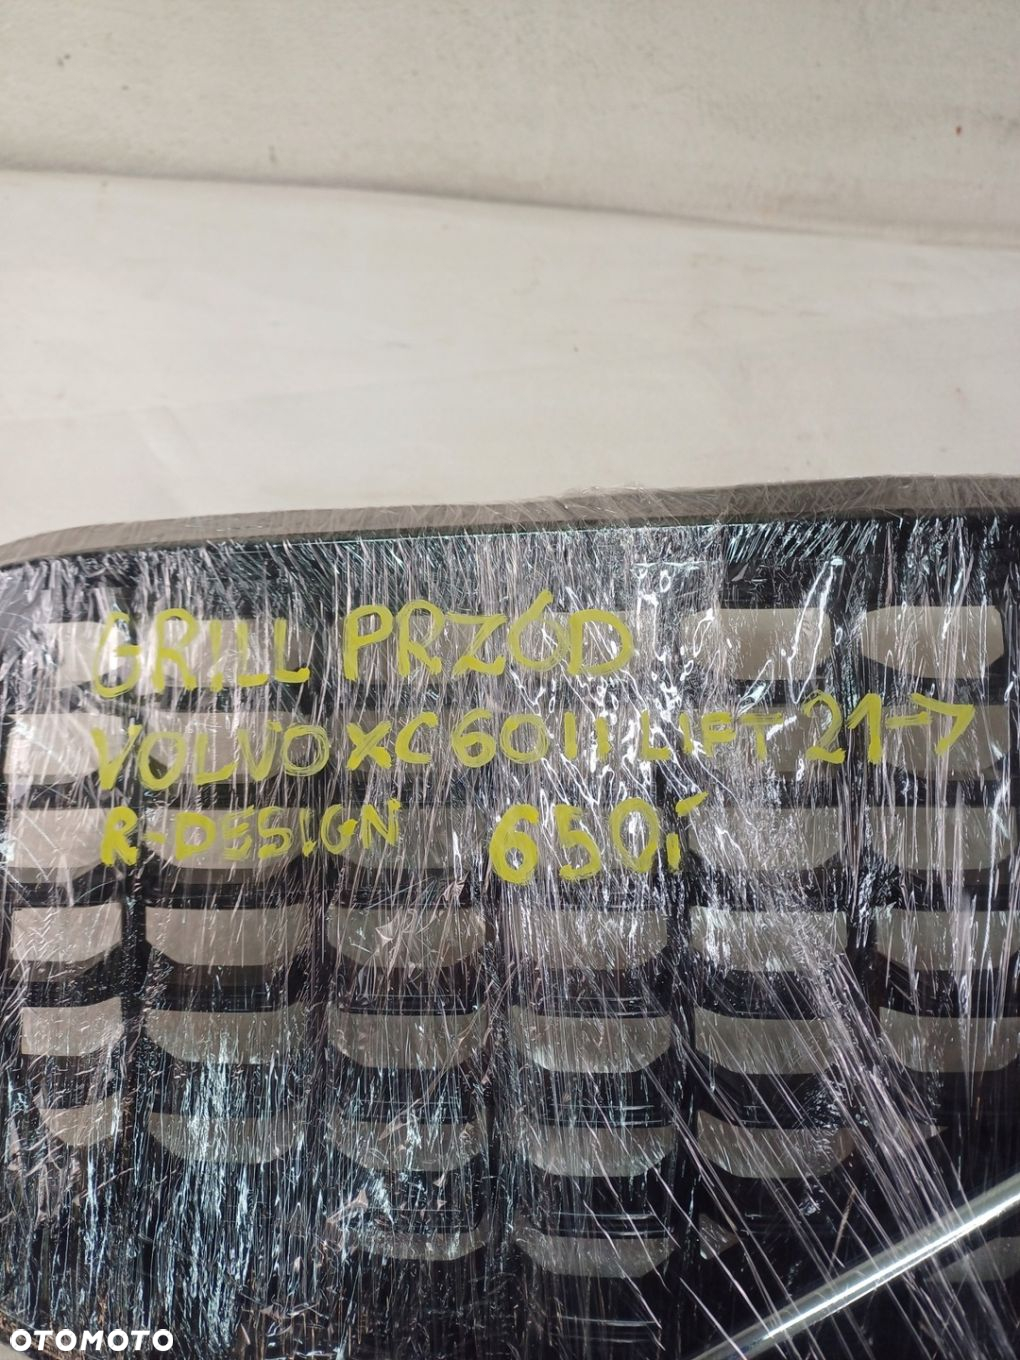 GRILL PRZÓD
VOLVO XC60 II LIFT 21->
R-DESIGN 650
OTOMOTO